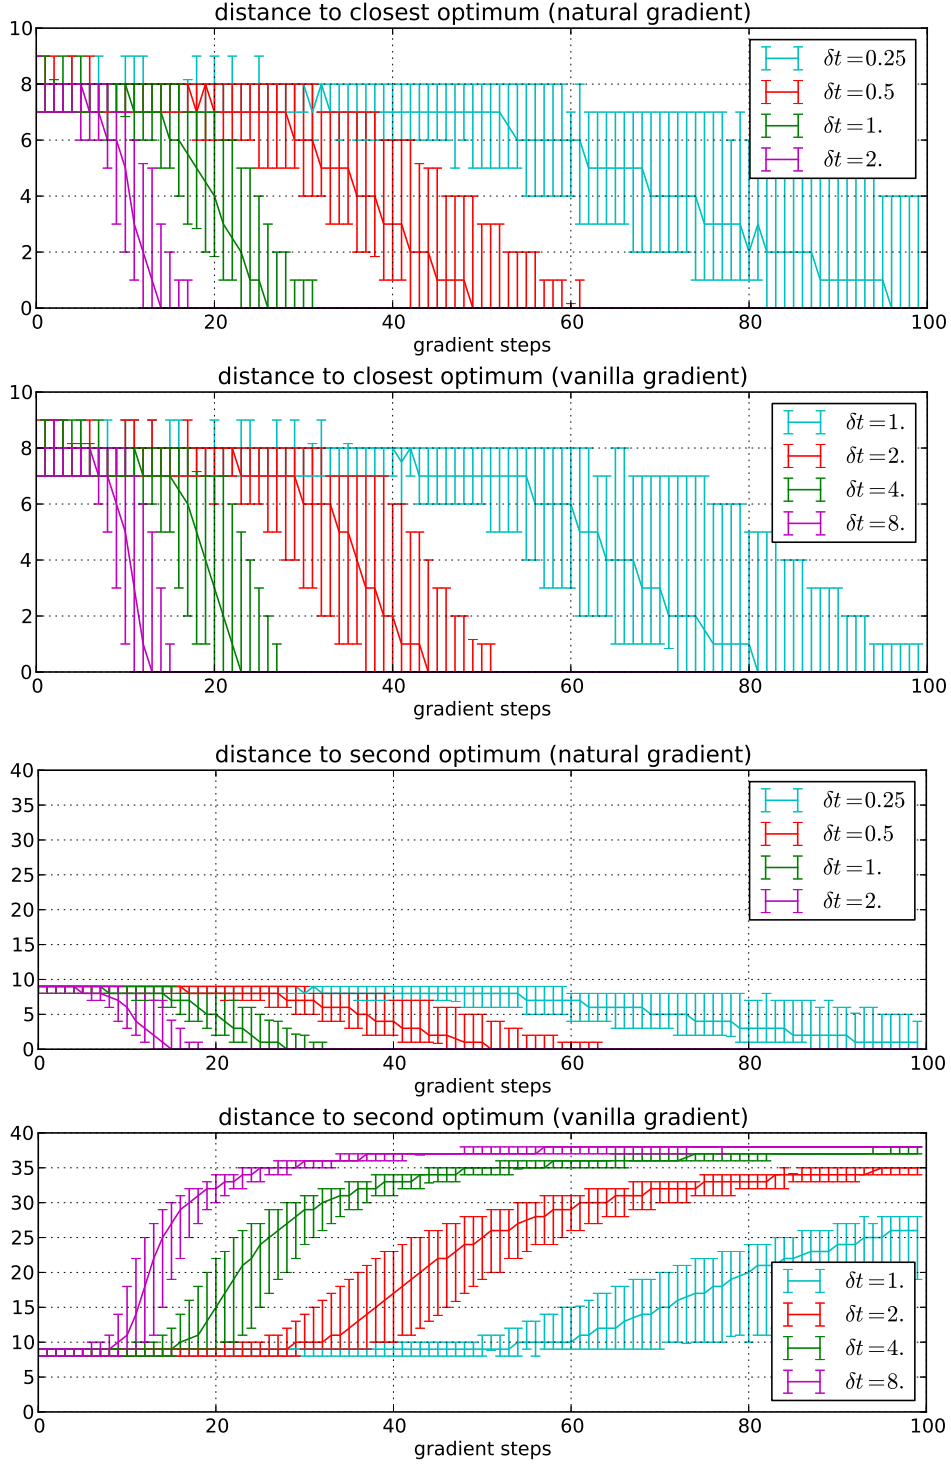 distance to closest optimum (natural gradient)
10
8
6
4
2
0
δt=0.25
δt=0.5
δt=1.
δt=2.
0 20 40 60 80 100
gradient steps
distance to closest optimum (vanilla gradient)
10
8
6
4
2
0
δt=1.
δt=2.
δt=4.
δt=8.
0 20 40 60 80 100
gradient steps
distance to second optimum (natural gradient)
40
35
30
25
20
15
10
5
0
δt=0.25
δt=0.5
δt=1.
δt=2.
0 20 40 60 80 100
gradient steps
distance to second optimum (vanilla gradient)
40
35
30
25
20
15
10
5
0
δt=1.
δt=2.
δt=4.
δt=8.
0 20 40 60 80 100
gradient steps